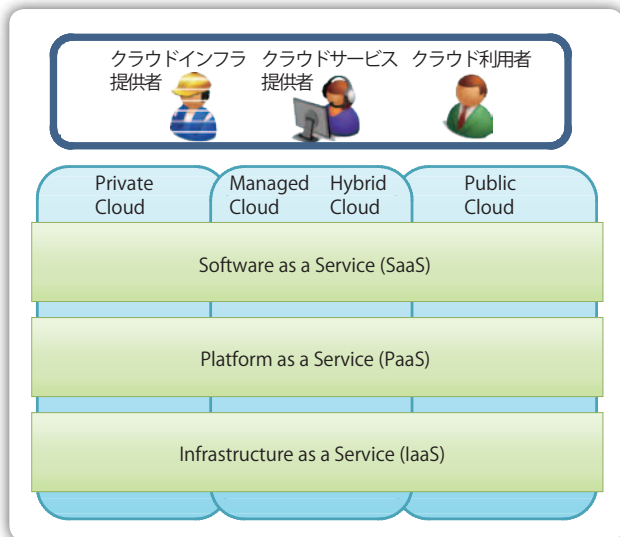 クラウドインフラ
提供者
クラウドサービス
提供者
クラウド利用者
Private
Cloud
Managed
Cloud
Hybrid
Cloud
Public
Cloud
Software as a Service (SaaS)
Platform as a Service (PaaS)
Infrastructure as a Service (IaaS)